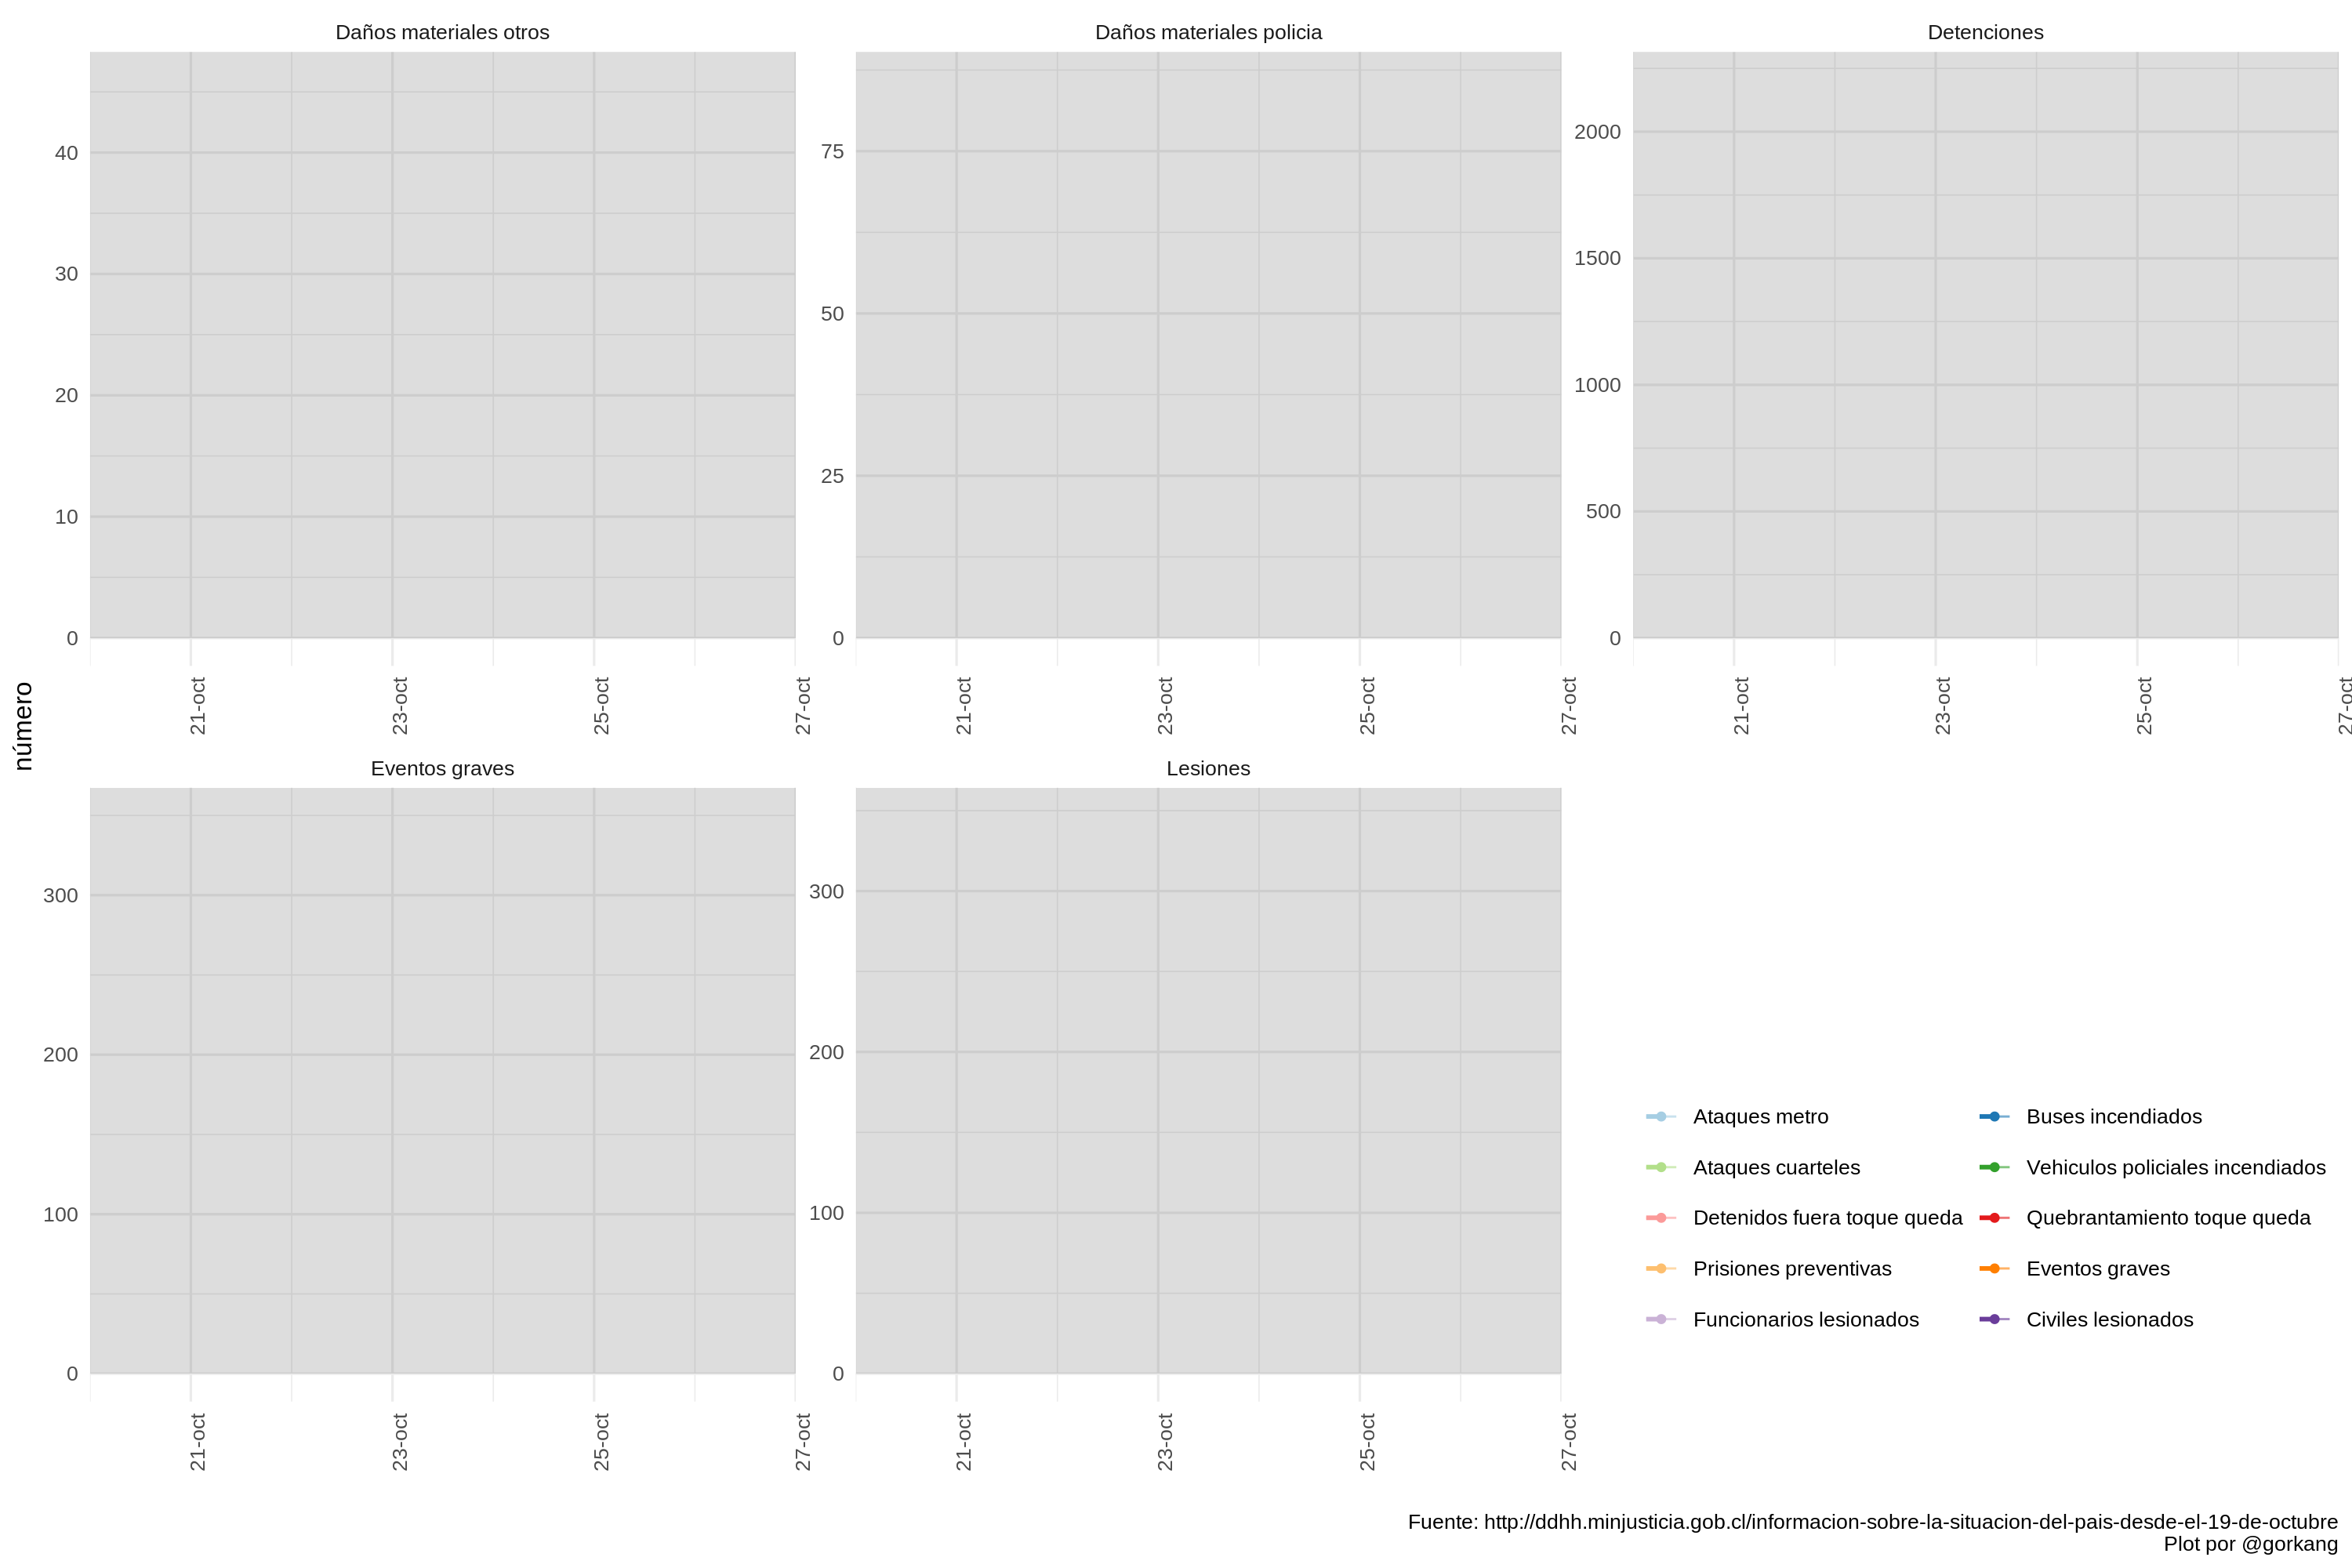 Daños materiales otros
Daños materiales policia
Detenciones
40
30
20
10
0
75
50
25
0
2000
1500
1000
500
0
21-oct
23-oct
25-oct
27-oct
21-oct
23-oct
25-oct
27-oct
21-oct
23-oct
25-oct
27-oct
número
Eventos graves
Lesiones
300
200
100
0
300
200
100
0
21-oct
23-oct
25-oct
27-oct
21-oct
23-oct
25-oct
27-oct
Ataques metro
Buses incendiados
Ataques cuarteles
Vehiculos policiales incendiados
Detenidos fuera toque queda
Quebrantamiento toque queda
Prisiones preventivas
Eventos graves
Funcionarios lesionados
Civiles lesionados
Fuente: http://ddhh.minjusticia.gob.cl/informacion-sobre-la-situacion-del-pais-desde-el-19-de-octubre
Plot por @gorkang